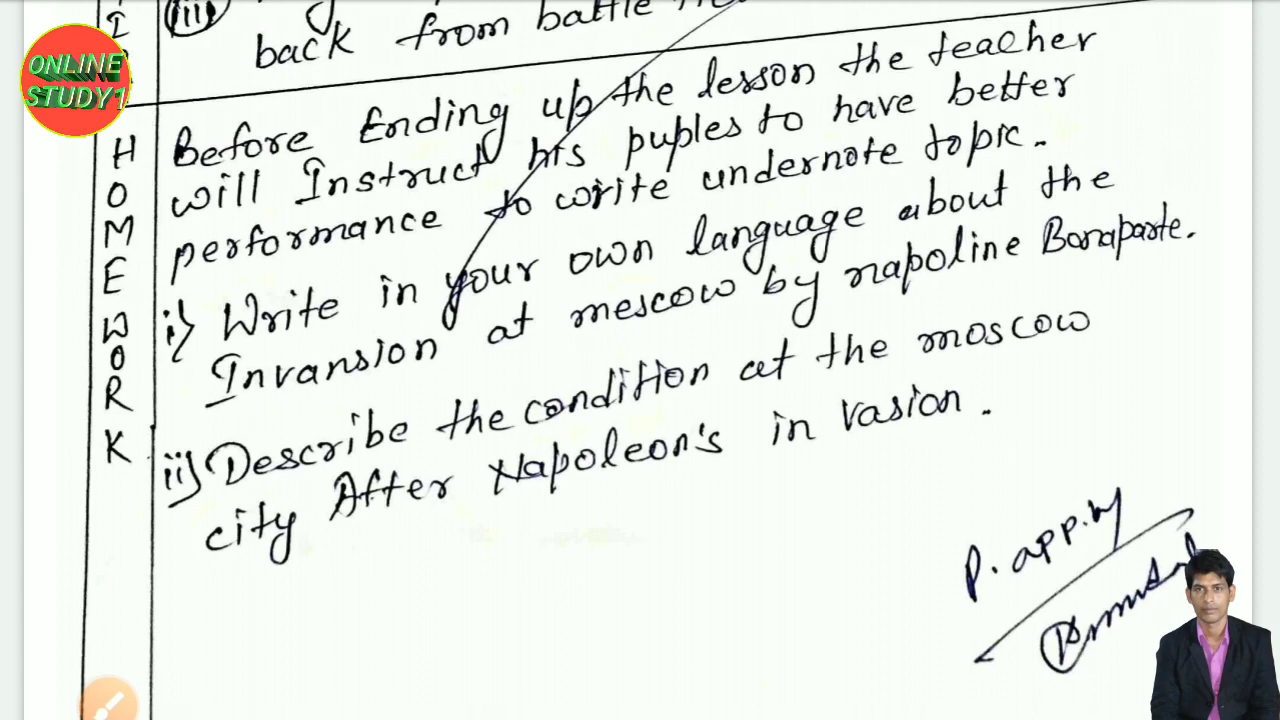 (iii)
back from battle
ONLINE
STUDY1
HOMEWORK
Before Ending up the lesson the teacher
will Instruct his puples to have better
performance to write undernote topic.
i) Write in your own language about the
Invansion at mescow by napoline Bonaparte.
ii) Describe the condition at the moscow
city After Napoleon's in vasion.
P. app. by